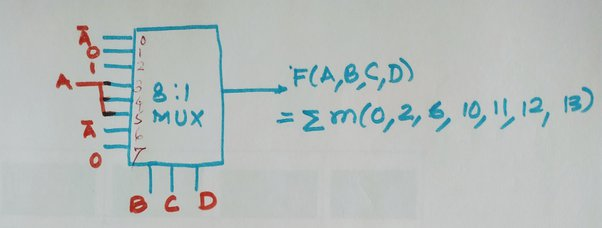 Ā 0
0 1
1 2
A 3
4
5
Ā 6
0 7
8:1
MUX
F(A,B,C,D)
= Σ m(0, 2, 6, 10, 11, 12, 13)
B C D